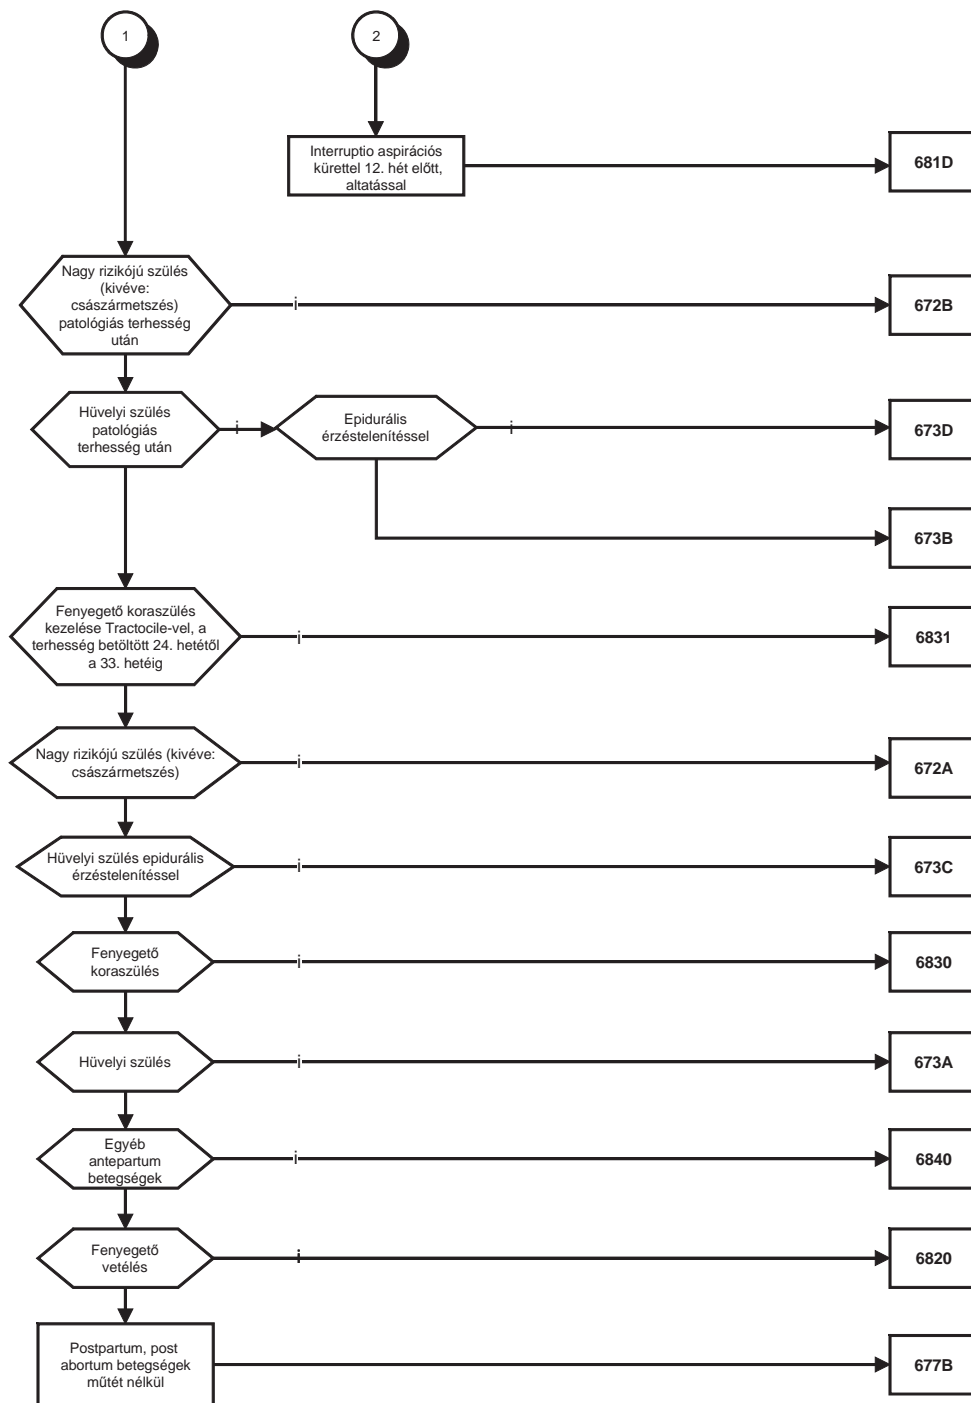 1
2
Interruptio aspirációs
kürettel 12. hét előtt,
altatással
681D
Nagy rizikójú szülés
(kivéve:
császármetszés)
patológiás terhesség
után
i
672B
Hüvelyi szülés
patológiás
terhesség után
i
Epidurális
érzéstelenítéssel
i
673D
673B
Fenyegető koraszülés
kezelése Tractocile-vel, a
terhesség betöltött 24. hetétől
a 33. hetéig
i
6831
Nagy rizikójú szülés (kivéve:
császármetszés)
i
672A
Hüvelyi szülés epidurális
érzéstelenítéssel
i
673C
Fenyegető
koraszülés
i
6830
Hüvelyi szülés
i
673A
Egyéb
antepartum
betegségek
i
6840
Fenyegető
vetélés
i
6820
Postpartum, post
abortum betegségek
műtét nélkül
677B